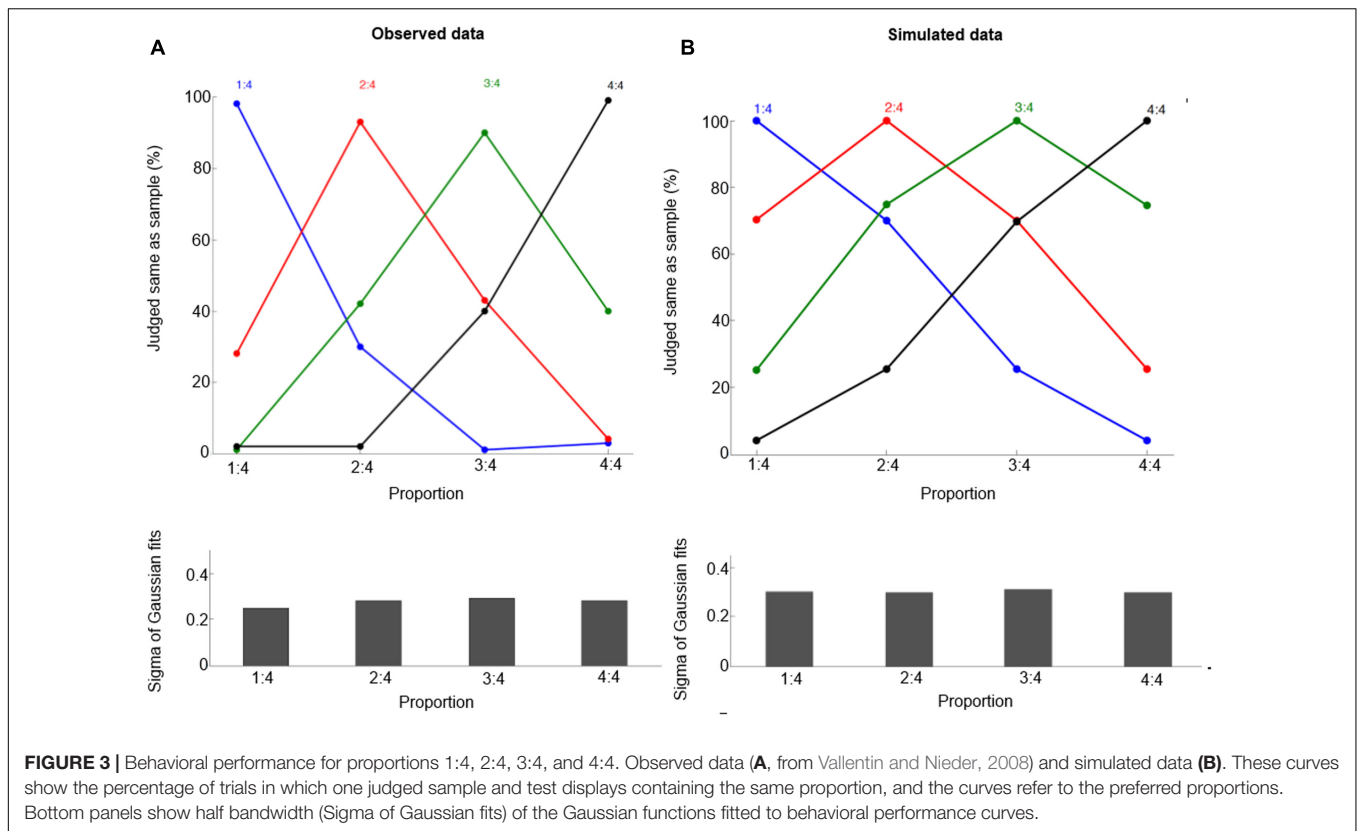 Observed data
A
1:4 2:4 3:4 4:4
100
80
60
40
20
0
Judged same as sample (%)
1:4 2:4 3:4 4:4
Proportion
Simulated data
B
1:4 2:4 3:4 4:4
100
80
60
40
20
0
Judged same as sample (%)
1:4 2:4 3:4 4:4
Proportion
Sigma of Gaussian fits
0.4
0.2
0
1:4 2:4 3:4 4:4
Proportion
Sigma of Gaussian fits
0.4
0.2
0
1:4 2:4 3:4 4:4
Proportion
FIGURE 3 | Behavioral performance for proportions 1:4, 2:4, 3:4, and 4:4. Observed data (A, from Vallentin and Nieder, 2008) and simulated data (B). These curves
show the percentage of trials in which one judged sample and test displays containing the same proportion, and the curves refer to the preferred proportions.
Bottom panels show half bandwidth (Sigma of Gaussian fits) of the Gaussian functions fitted to behavioral performance curves.